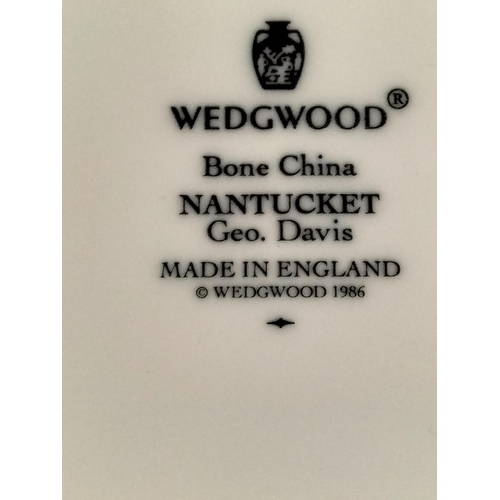 WEDGWOOD®
Bone China
NANTUCKET
Geo. Davis
MADE IN ENGLAND
© WEDGWOOD 1986